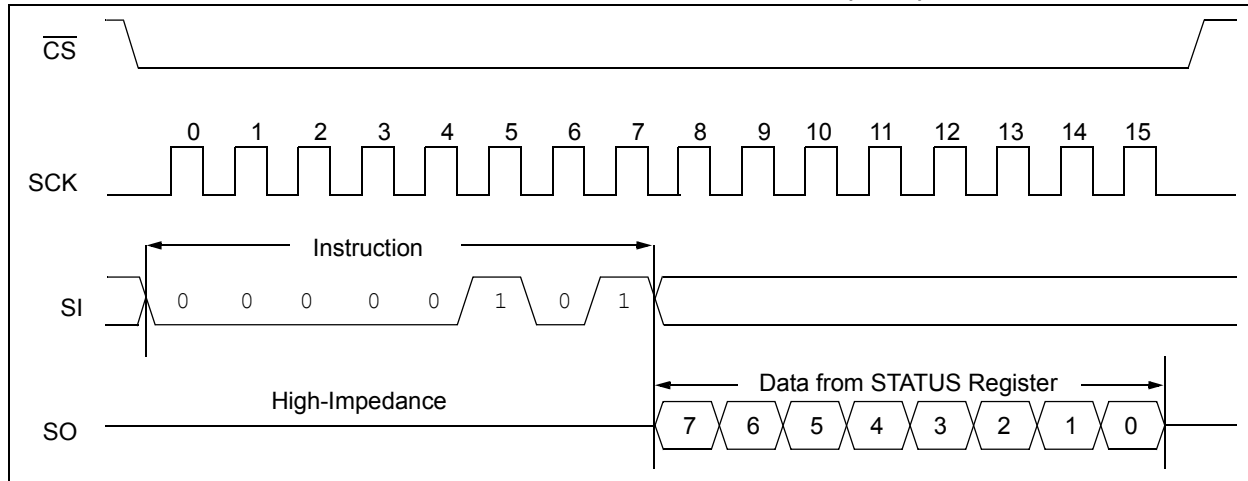 CS
0 1 2 3 4 5 6 7 8 9 10 11 12 13 14 15
SCK
Instruction
SI 0 0 0 0 0 1 0 1
Data from STATUS Register
High-Impedance
SO 7 6 5 4 3 2 1 0